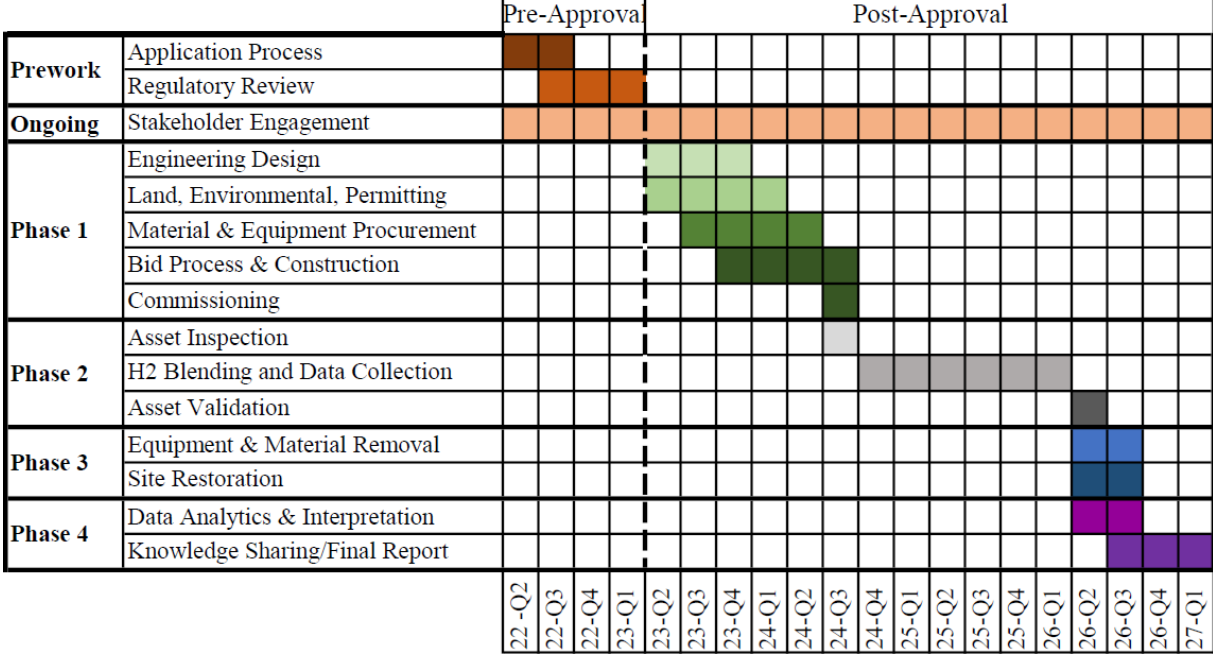 Pre-Approval Post-Approval
Prework
Application Process
Regulatory Review
Ongoing
Stakeholder Engagement
Phase 1
Engineering Design
Land, Environmental, Permitting
Material & Equipment Procurement
Bid Process & Construction
Commissioning
Phase 2
Asset Inspection
H2 Blending and Data Collection
Asset Validation
Phase 3
Equipment & Material Removal
Site Restoration
Phase 4
Data Analytics & Interpretation
Knowledge Sharing/Final Report
22 -Q2
22-Q3
22-Q4
23-Q1
23-Q2
23-Q3
23-Q4
24-Q1
24-Q2
24-Q3
24-Q4
25-Q1
25-Q2
25-Q3
25-Q4
26-Q1
26-Q2
26-Q3
26-Q4
27-Q1